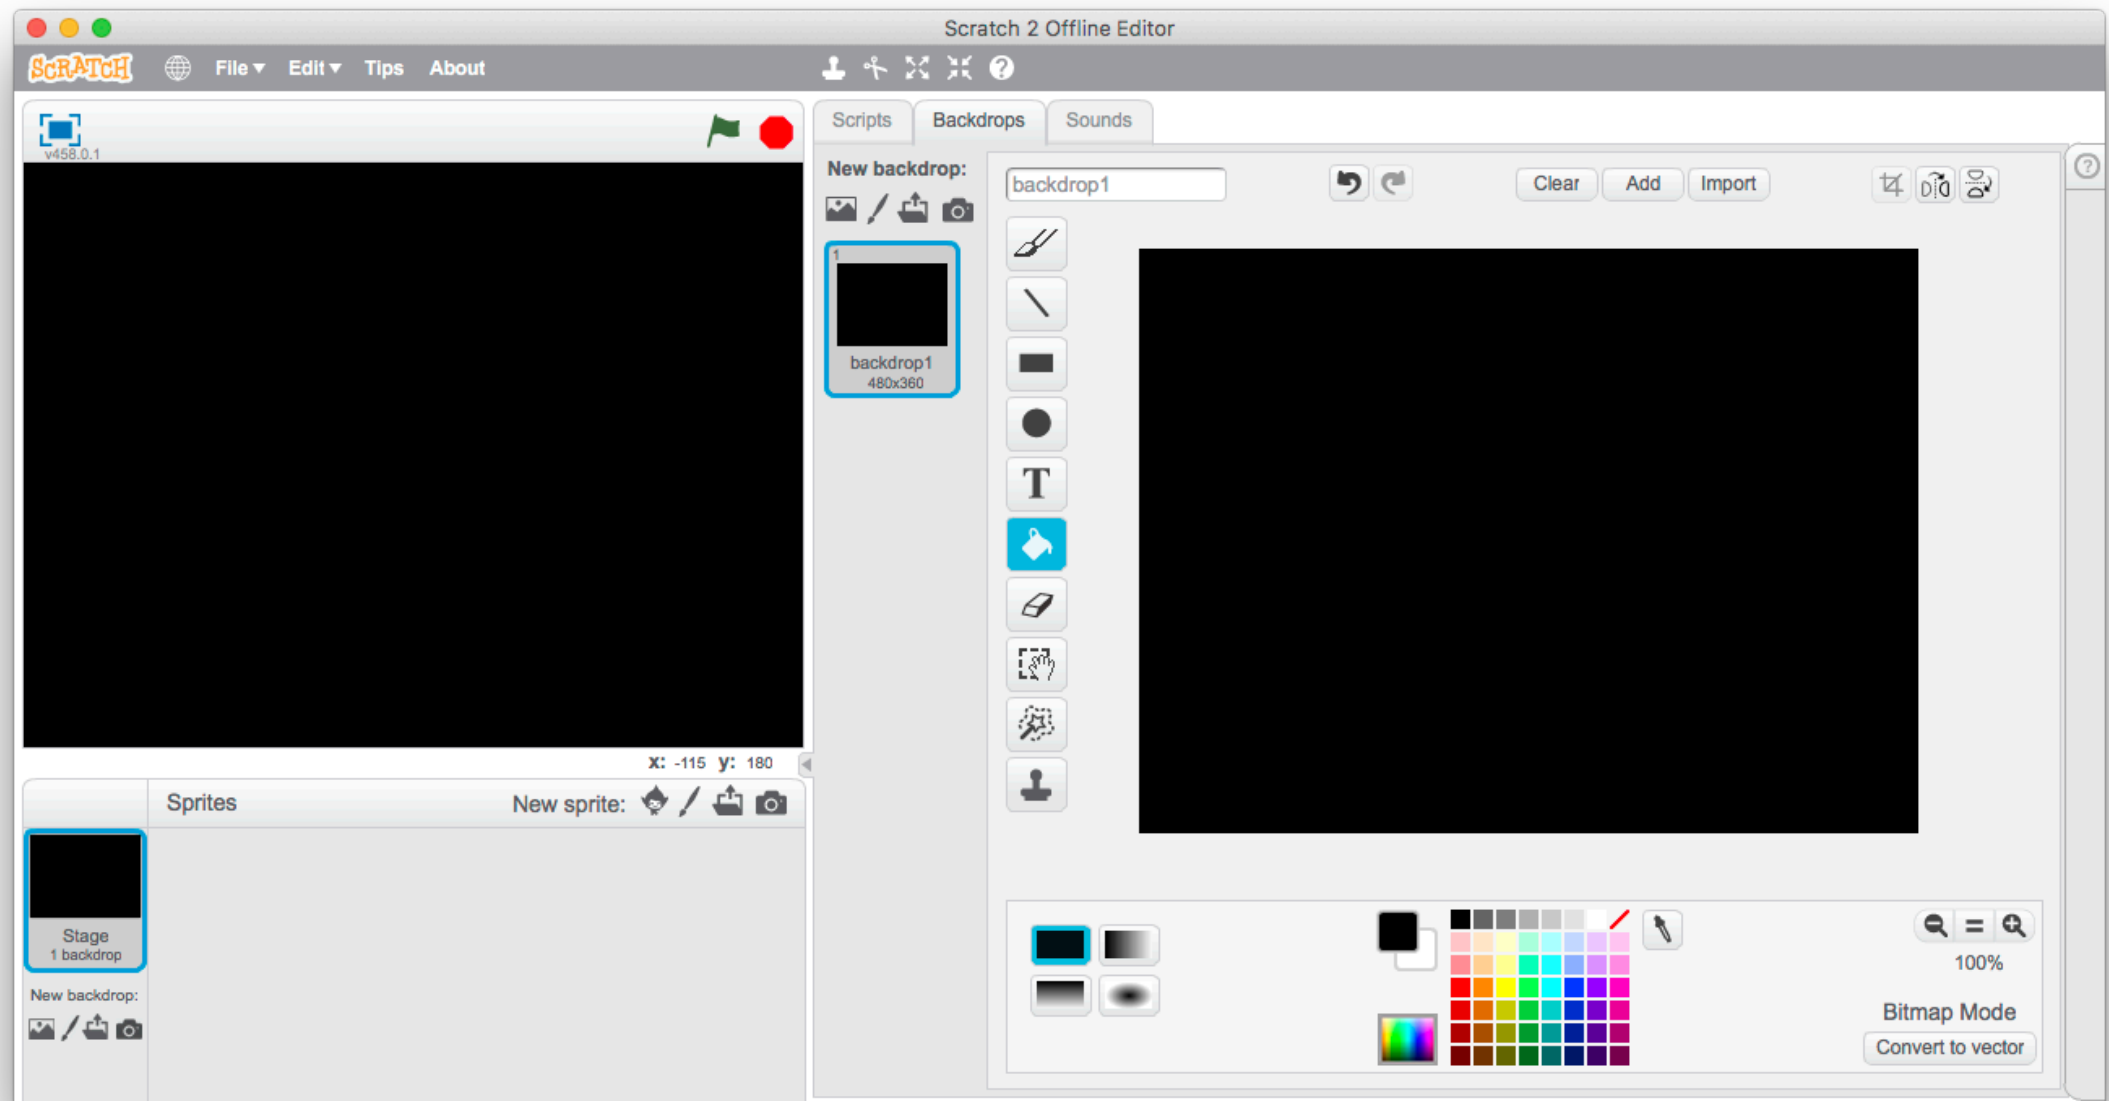 Scratch 2 Offline Editor
SCRATCH File Edit Tips About
v458.0.1
Scripts Backdrops Sounds
New backdrop:
backdrop1
Clear Add Import
1
backdrop1
480x360
T
X: -115 y: 180
Sprites New sprite:
Stage
1 backdrop
New backdrop:
100%
Bitmap Mode
Convert to vector